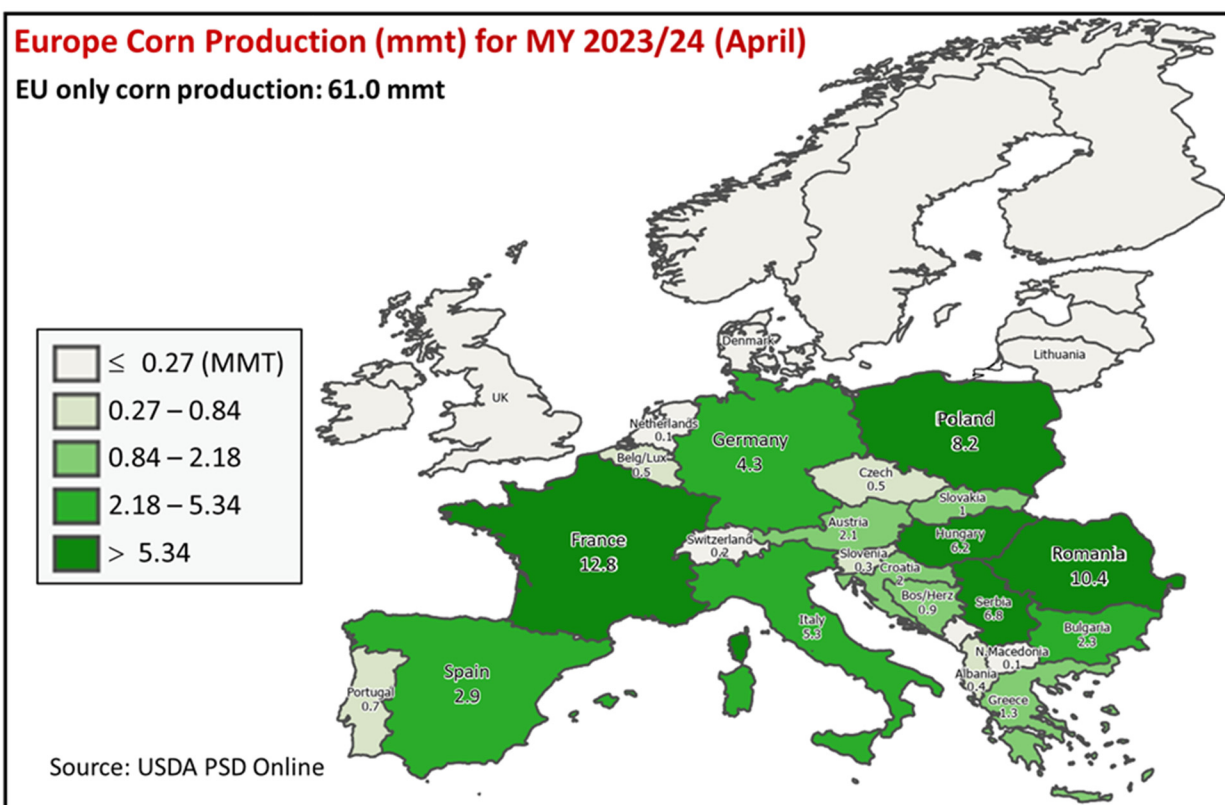 Europe Corn Production (mmt) for MY 2023/24 (April)
EU only corn production: 61.0 mmt
≤ 0.27 (MMT)
0.27 – 0.84
0.84 – 2.18
2.18 – 5.34
> 5.34
Denmark
Lithuania
UK
Netherlands
0.1
Belg/Lux
0.5
Germany
4.3
Poland
8.2
Czech
0.5
Slovakia
1
Austria
2.1
Hungary
6.2
France
12.8
Switzerland
0.2
Slovenia
0.3
Croatia
2
Bos/Herz
0.9
Romania
10.4
Serbia
6.8
Italy
5.3
Bulgaria
2.3
N.Macedonia
0.1
Albania
0.4
Greece
1.3
Spain
2.9
Portugal
0.7
Source: USDA PSD Online